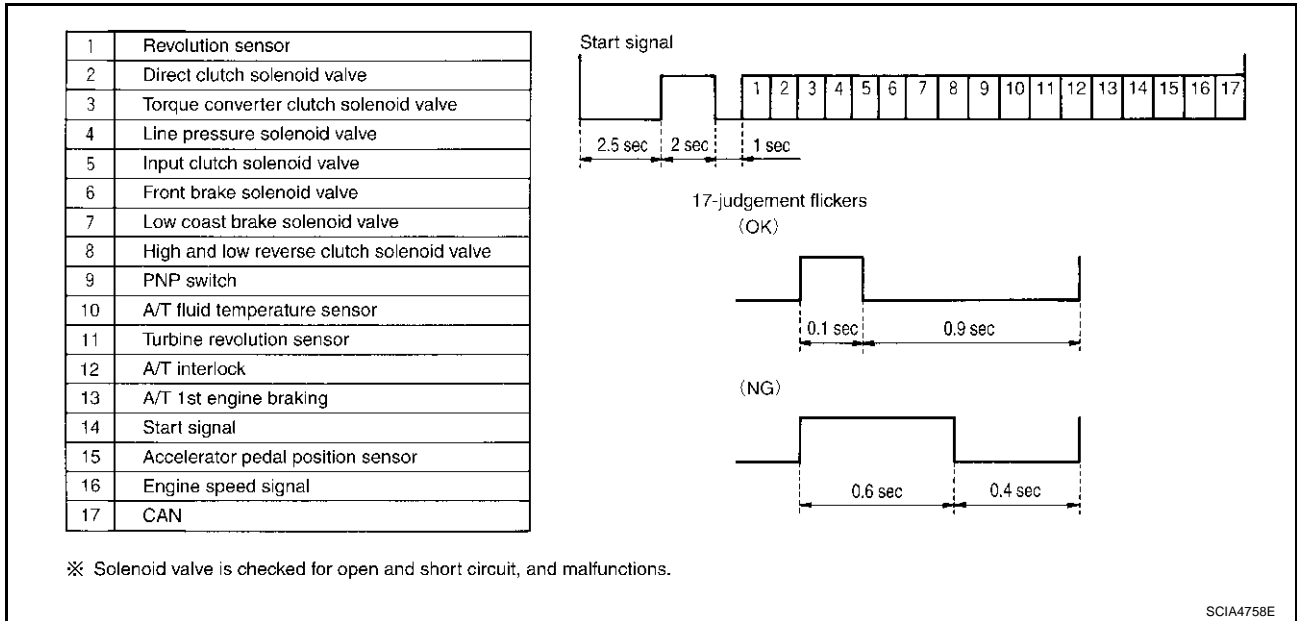 1 Revolution sensor
2 Direct clutch solenoid valve
3 Torque converter clutch solenoid valve
4 Line pressure solenoid valve
5 Input clutch solenoid valve
6 Front brake solenoid valve
7 Low coast brake solenoid valve
8 High and low reverse clutch solenoid valve
9 PNP switch
10 A/T fluid temperature sensor
11 Turbine revolution sensor
12 A/T interlock
13 A/T 1st engine braking
14 Start signal
15 Accelerator pedal position sensor
16 Engine speed signal
17 CAN
Start signal
1 2 3 4 5 6 7 8 9 10 11 12 13 14 15 16 17
2.5 sec 2 sec 1 sec
17-judgement flickers
(OK)
0.1 sec 0.9 sec
(NG)
0.6 sec 0.4 sec
※ Solenoid valve is checked for open and short circuit, and malfunctions.
SCIA4758E